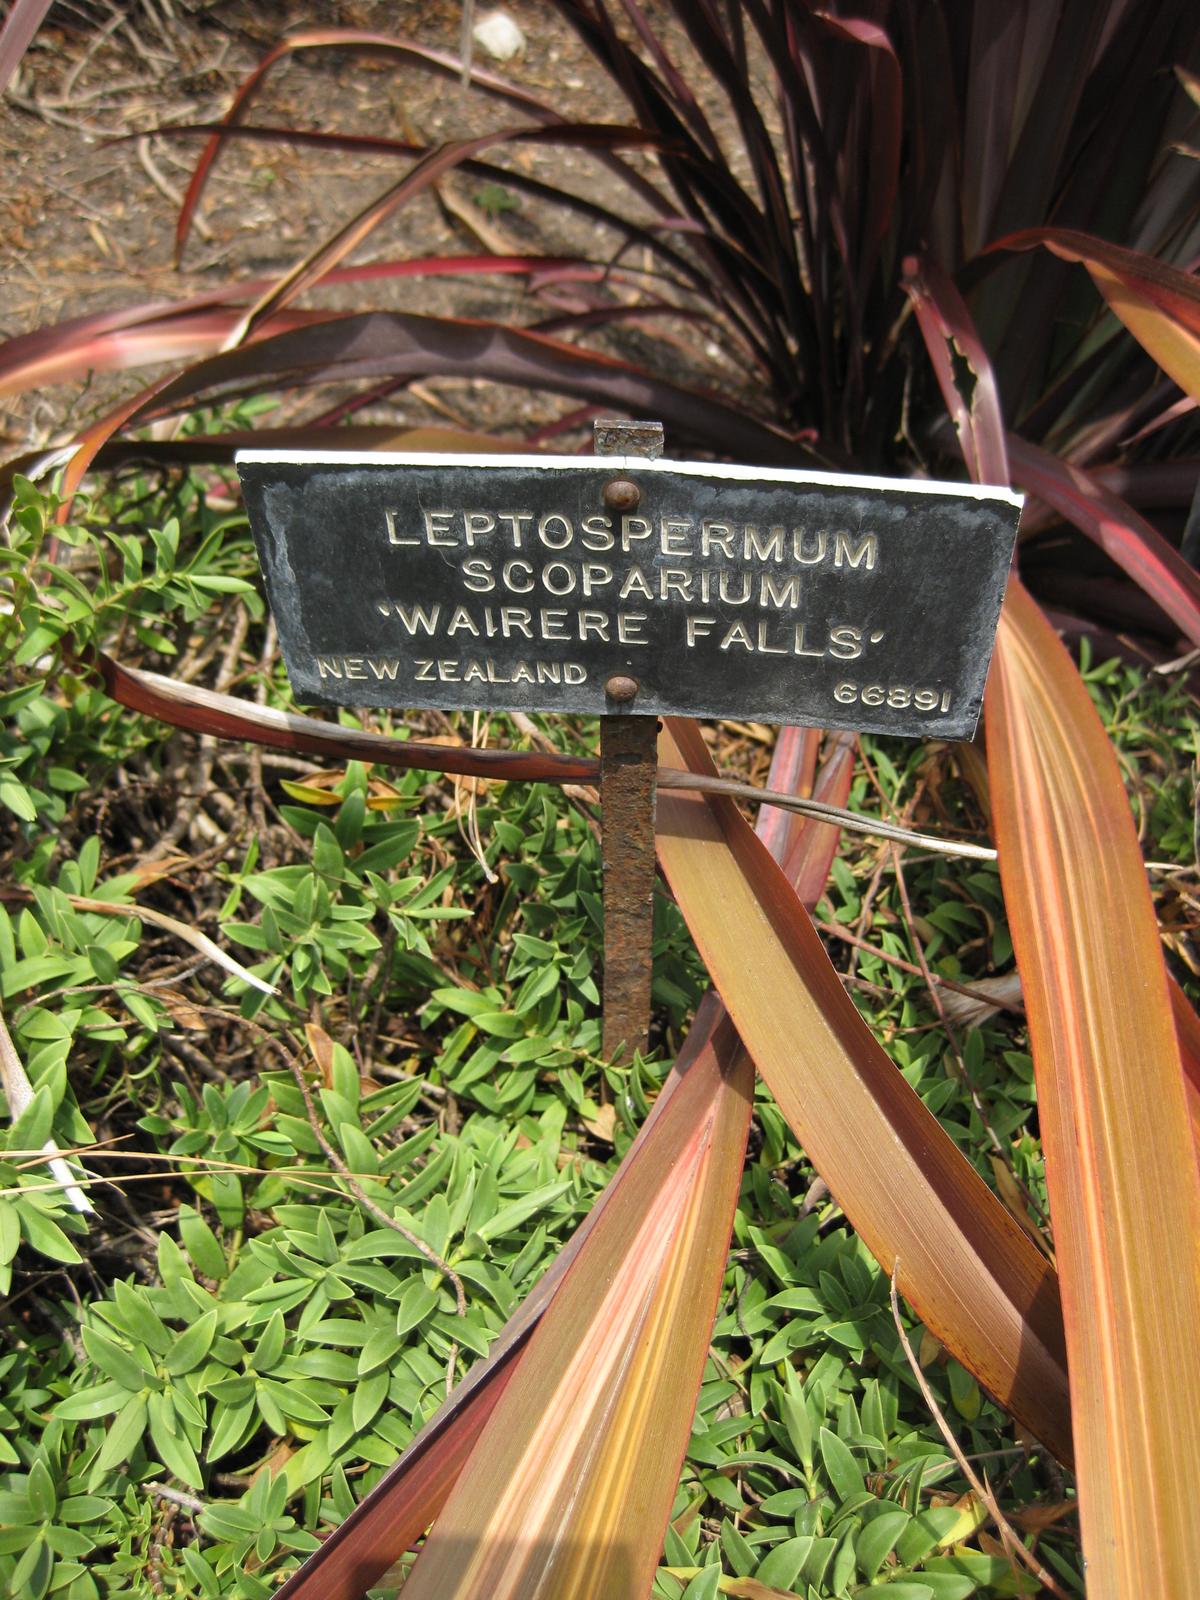 LEPTOSPERMUM
SCOPARIUM
'WAIRERE FALLS'
NEW ZEALAND 66891